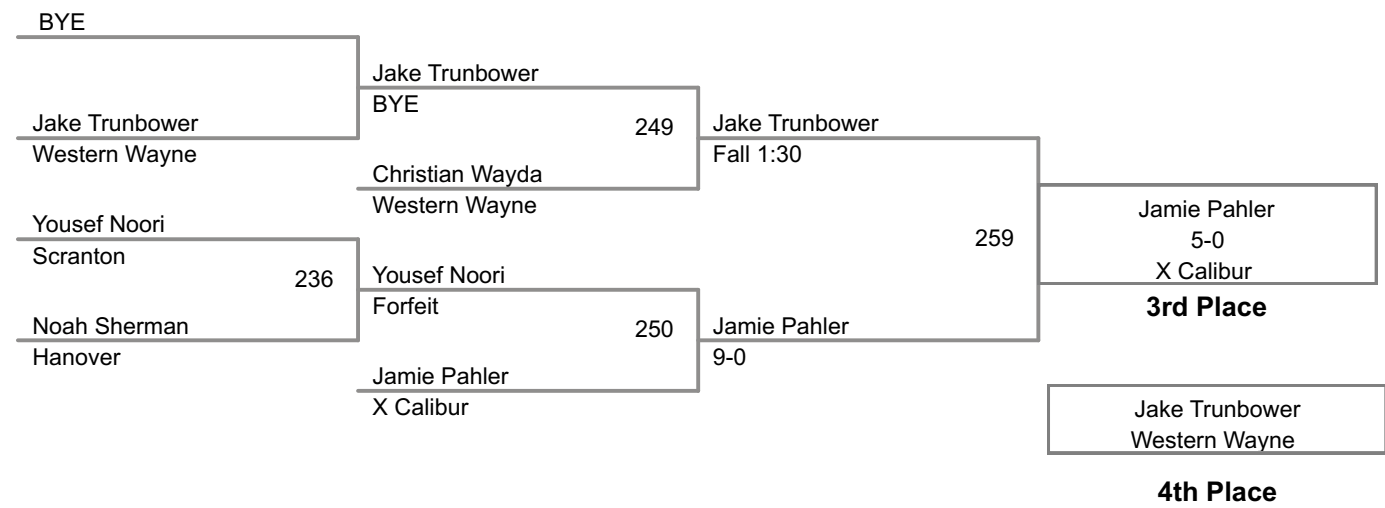 BYE
Jake Trunbower
BYE
Jake Trunbower
249
Jake Trunbower
Western Wayne
Fall 1:30
Christian Wayda
Western Wayne
Jamie Pahler
Yousef Noori
259
5-0
Scranton
X Calibur
236
Yousef Noori
Forfeit
3rd Place
Noah Sherman
250
Jamie Pahler
Hanover
9-0
Jamie Pahler
X Calibur
Jake Trunbower
Western Wayne
4th Place